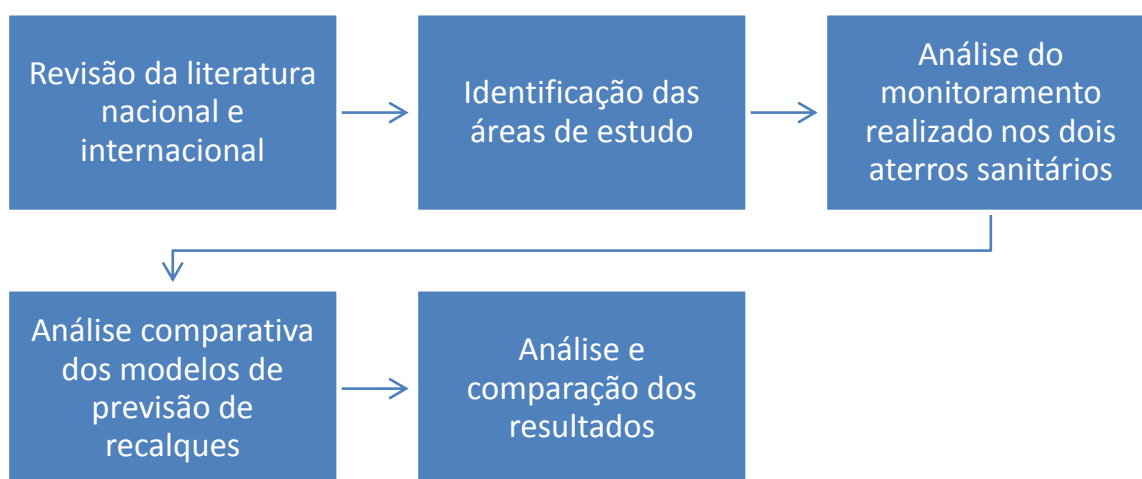 Revisão da literatura
nacional e
internacional
Identificação das
áreas de estudo
Análise do
monitoramento
realizado nos dois
aterros sanitários
Análise comparativa
dos modelos de
previsão de
recalques
Análise e
comparação dos
resultados